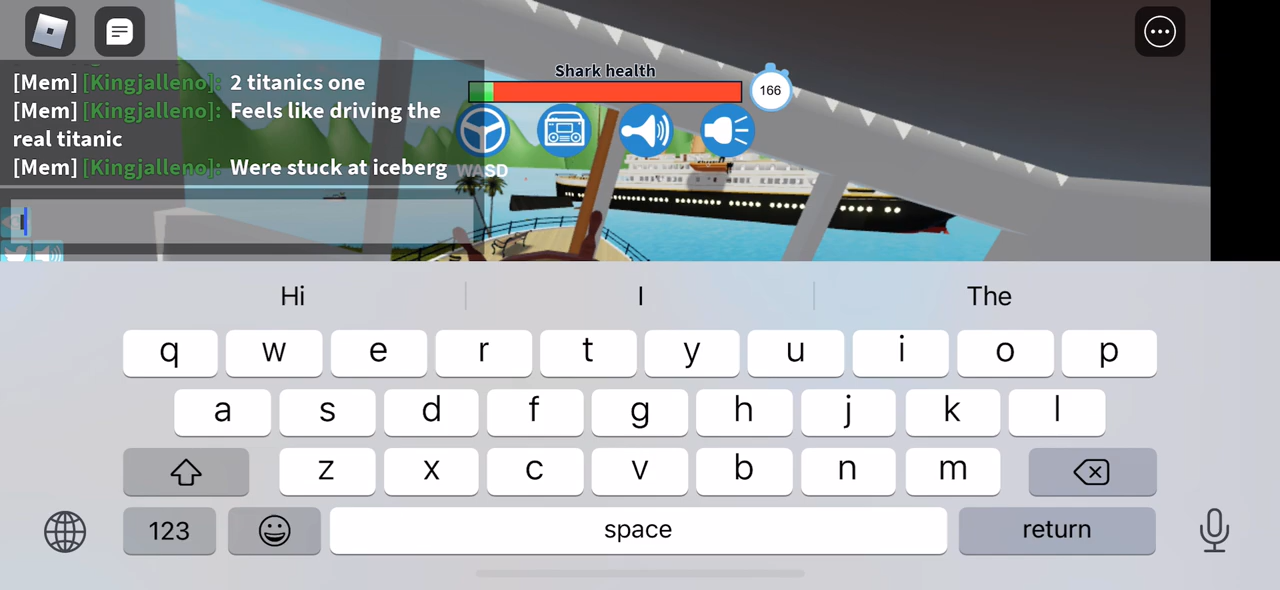 Shark health
166
[Mem] [Kingjalleno]: 2 titanics one
[Mem] [Kingjalleno]: Feels like driving the
real titanic
[Mem] [Kingjalleno]: Were stuck at iceberg
WASD
Hi I The
q w e r t y u i o p
a s d f g h j k l
z x c v b n m
123 space return